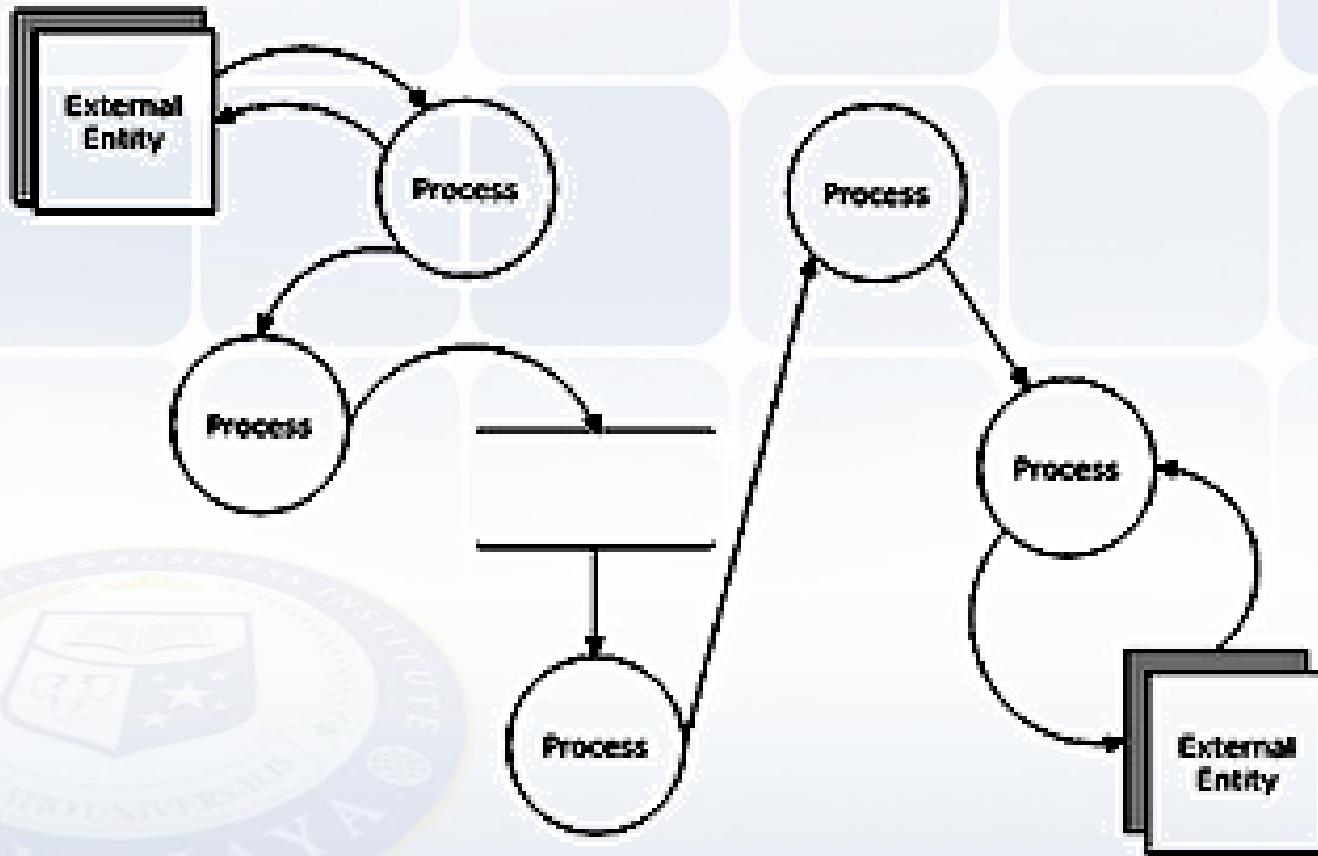 External
Entity
Process
Process
Process
Process
Process
External
Entity